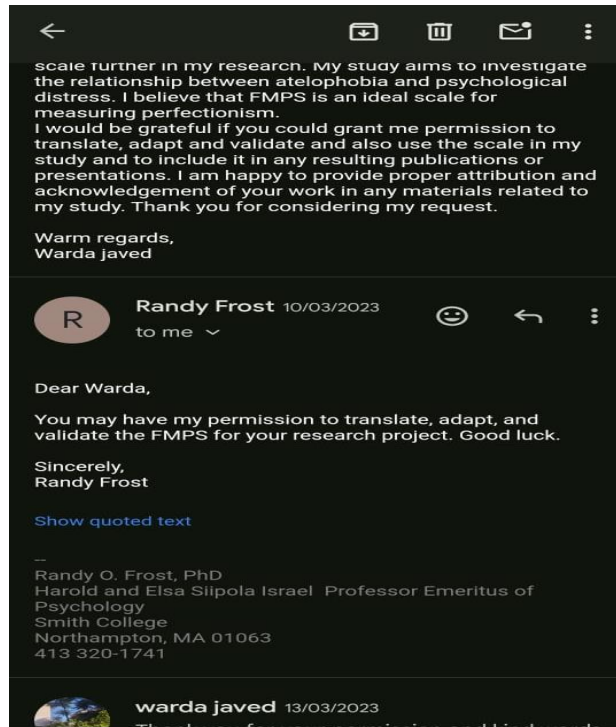 scale further in my research. My study aims to investigate
the relationship between atelophobia and psychological
distress. I believe that FMPS is an ideal scale for
measuring perfectionism.
I would be grateful if you could grant me permission to
translate, adapt and validate and also use the scale in my
study and to include it in any resulting publications or
presentations. I am happy to provide proper attribution and
acknowledgement of your work in any materials related to
my study. Thank you for considering my request.
Warm regards,
Warda javed
R
Randy Frost 10/03/2023
to me
Dear Warda,
You may have my permission to translate, adapt, and
validate the FMPS for your research project. Good luck.
Sincerely,
Randy Frost
Show quoted text
--
Randy O. Frost, PhD
Harold and Elsa Siipola Israel Professor Emeritus of
Psychology
Smith College
Northampton, MA 01063
413 320-1741
warda javed 13/03/2023
Thank you for your permission and kind